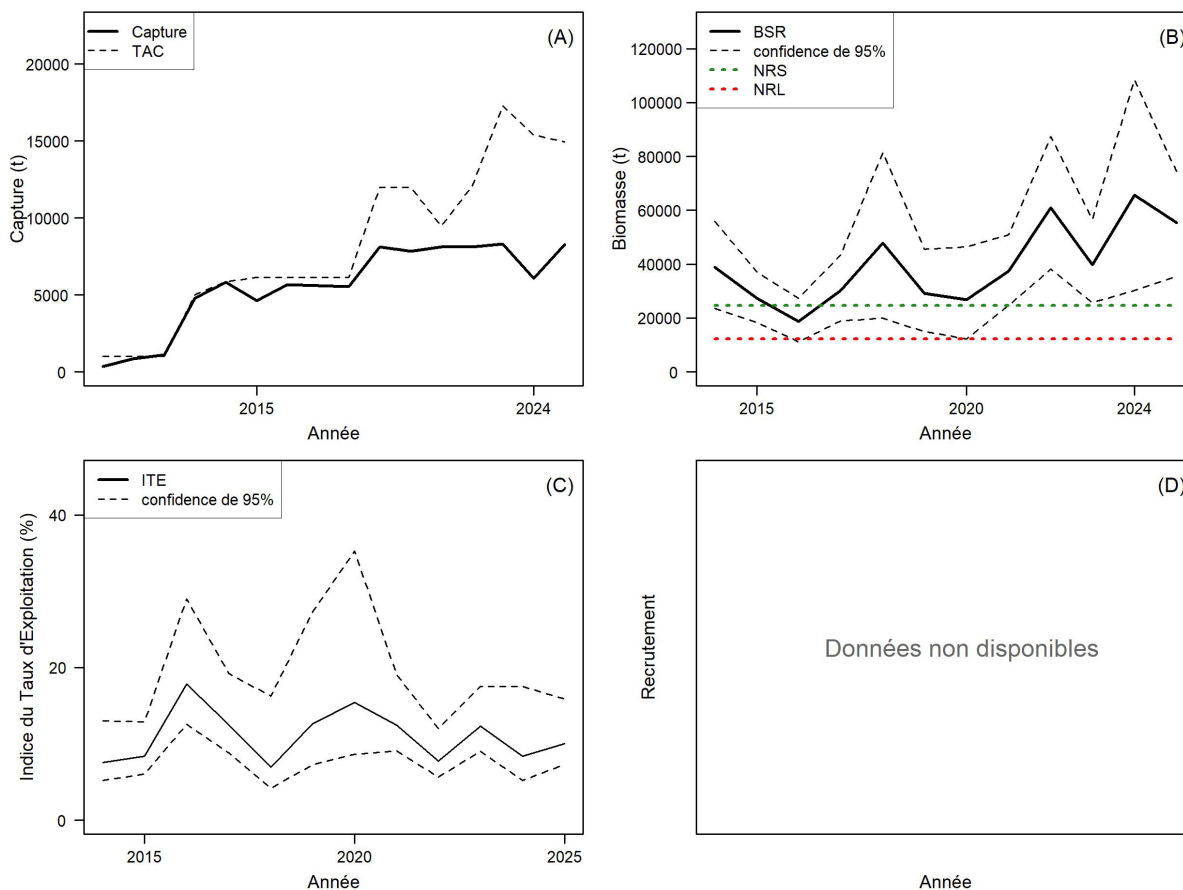 Capture
TAC
(A)
20000
15000
10000
5000
0
Capture (t)
2015
2024
Année
BSR
confidence de 95%
NRS
NRL
(B)
120000
100000
80000
60000
40000
20000
0
Biomasse (t)
2015
2020
2024
Année
ITE
confidence de 95%
(C)
40
20
0
Indice du Taux d'Exploitation (%)
2015
2020
2025
Année
(D)
Recrutement
Données non disponibles
Année